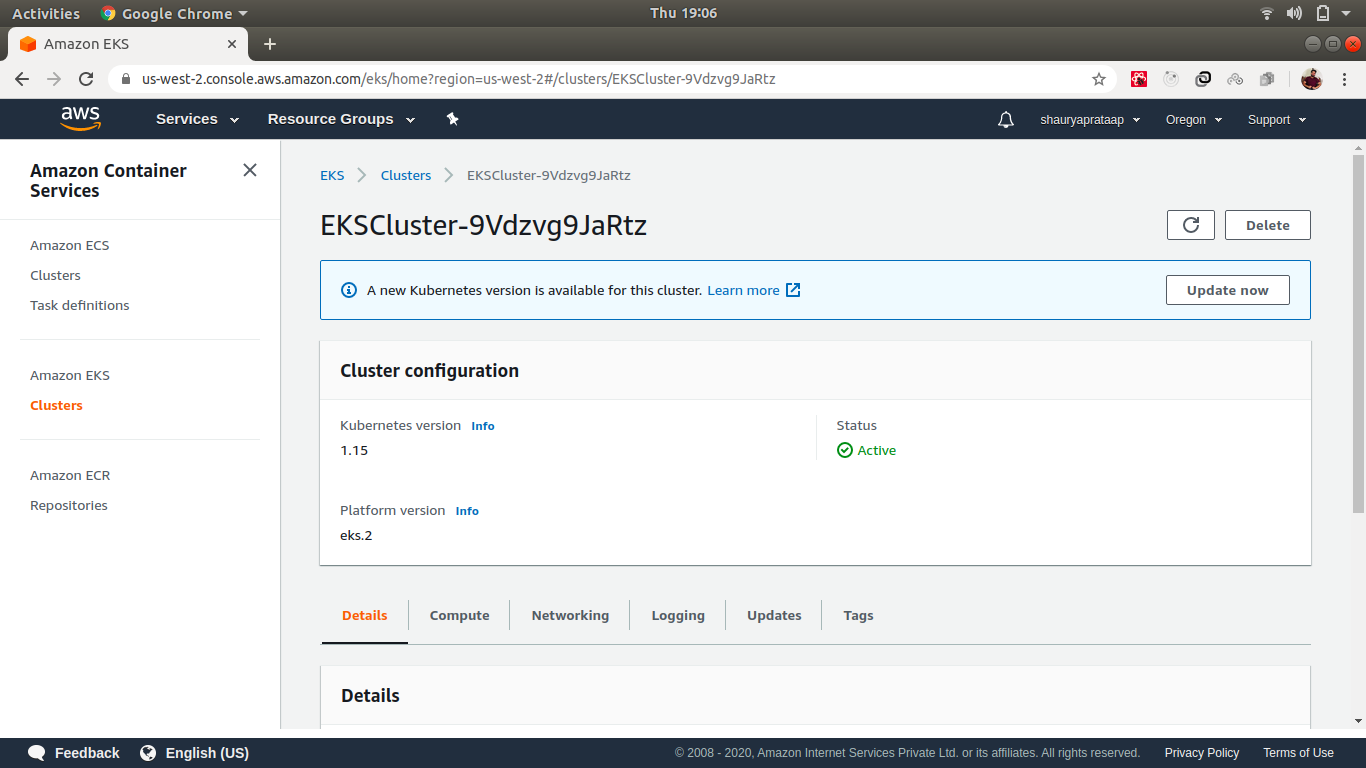 Activities Google Chrome Thu 19:06
Amazon EKS
us-west-2.console.aws.amazon.com/eks/home?region=us-west-2#/clusters/EKSCluster-9Vdzvg9JaRtz
aws Services Resource Groups shauryaprataap Oregon Support
Amazon Container
Services
Amazon ECS
Clusters
Task definitions
Amazon EKS
Clusters
Amazon ECR
Repositories
EKS Clusters EKSCluster-9Vdzvg9JaRtz
EKSCluster-9Vdzvg9JaRtz
Delete
A new Kubernetes version is available for this cluster. Learn more
Update now
Cluster configuration
Kubernetes version Info
1.15
Status
Active
Platform version Info
eks.2
Details Compute Networking Logging Updates Tags
Details
Feedback English (US) © 2008 - 2020, Amazon Internet Services Private Ltd. or its affiliates. All rights reserved. Privacy Policy Terms of Use